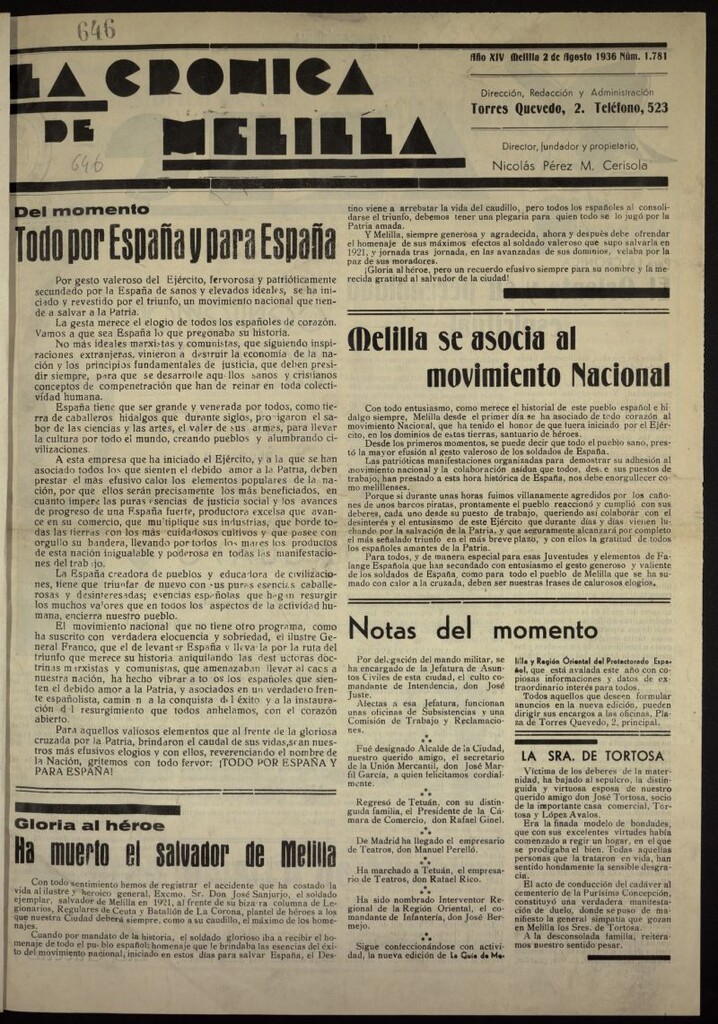 646
LA CRONICA
DE MELILLA
646
Año XIV Melilla 2 de Agosto 1936 Núm. 1.781
Dirección, Redacción y Administración
Torres Quevedo, 2. Teléfono, 523
Director, fundador y propietario,
Nicolás Pérez M. Cerisola
Del momento
Todo por España y para España
Por gesto valeroso del Ejército, fervorosa y patrióticamente
secundado por la España de sanos y elevados ideales, se ha ini-
ciado y revestido por el triunfo, un movimiento nacional que tien-
de a salvar a la Patria.
La gesta merece el elogio de todos los españoles de corazón.
Vamos a que sea España lo que pregonaba su historia.
No más ideales marxistas y comunistas, que siguiendo inspi-
raciones extranjeras, vinieron a destruir la economía de la na-
ción y los principios fundamentales de justicia, que deben presi-
dir siempre, para que se desarrolle aquí los sanos y cristianos
conceptos de compenetración que han de reinar en toda colecti-
vidad humana.
España tiene que ser grande y venerada por todos, como tie-
rra de caballeros hidalgos que durante siglos, pro igaron el sa-
bor de las ciencias y las artes, el valer de sus armas, para llevar
la cultura por todo el mundo, creando pueblos y alumbrando ci-
vilizaciones.
A esta empresa que ha iniciado el Ejército, y a la que se han
asociado todos los que sienten el debido amor a la Patria, deben
prestar el más efusivo calor los elementos populares de la na-
ción, por que ellos serán precisamente los más beneficiados, en
cuanto impere las puras esencias de justicia social y los avances
de progreso de una España fuerte, productora excelsa que avan-
ce en su comercio, que multiplique sus industrias, que borde to-
das las tierras con los más cuidadosos cultivos y que pasee con
orgullo su bandera, llevando por todos los mares los productos
de esta nación inigualable y poderosa en todas las manifestacio-
nes del trabajo.
La España creadora de pueblos y educadora de civilizacio-
nes, tiene que triunfar de nuevo con sus puras esencias caballe-
rosas y desinteresadas; esencias españolas que hagan resurgir
los muchos valores que en todos los aspectos de la actividad hu-
mana, encierra nuestro pueblo.
El movimiento nacional que no tiene otro programa, como
ha suscrito con verdadera elocuencia y sobriedad, el ilustre Ge-
neral Franco, que el de levantar España y llevarla por la ruta del
triunfo que merece su historia aniquilando las destructoras doc-
trinas marxistas y comunistas, que amenazaban llevar al caos a
nuestra nación, ha hecho vibrar a todos los españoles que sien-
ten el debido amor a la Patria, y asociados en un verdadero fren-
te españolista, caminan a la conquista del éxito y a la instaura-
ción del resurgimiento que todos anhelamos, con el corazón
abierto.
Para aquellos valiosos elementos que al frente de la gloriosa
cruzada por la Patria, brindaron el caudal de sus vidas, sean nues-
tros más efusivos elogios y con ellos, reverenciando el nombre de
la Nación, gritemos con todo fervor: ¡TODO POR ESPAÑA Y
PARA ESPAÑA!
Gloria al héroe
Ha muerto el salvador de Melilla
Con todo sentimiento hemos de registrar el accidente que ha costado la
vida al ilustre y heroico general, Excmo. Sr. Don José Sanjurjo, el soldado
ejemplar, salvador de Melilla en 1921, al frente de su bizarra columna de Le-
gionarios, Regulares de Ceuta y Batallón de La Corona, plantel de héroes a los
que nuestra Ciudad deberá siempre, como a su caudillo, el máximo de los home-
najes.
Cuando por mandato de la historia, el soldado glorioso iba a recibir el ho-
menaje de todo el pueblo español; homenaje que le brindaba las esencias del éxi-
to del movimiento nacional, iniciado en estos días para salvar España, el Des-
tino viene a arrebatar la vida del caudillo, pero todos los españoles al consoli-
darse el triunfo, debemos tener una plegaria para quien todo se lo jugó por la
Patria amada.
Y Melilla, siempre generosa y agradecida, ahora y después debe ofrendar
el homenaje de sus máximos efectos al soldado valeroso que supo salvarla en
1921, y jornada tras jornada, en las avanzadas de sus dominios, velaba por la
paz de sus moradores.
¡Gloria al héroe, pero un recuerdo efusivo siempre para su nombre y la me-
recida gratitud al salvador de la ciudad!
Melilla se asocia al
movimiento Nacional
Con todo entusiasmo, como merece el historial de este pueblo español e hi-
dalgo siempre, Melilla desde el primer día se ha asociado de todo corazón al
movimiento Nacional, que ha tenido el honor de que fuera iniciado por el Ejér-
cito, en los dominios de estas tierras, santuario de héroes.
Desde los primeros momentos, se puede decir que todo el pueblo sano, pres-
tó la mayor efusión al gesto valeroso de los soldados de España.
Las patrióticas manifestaciones organizadas para demostrar su adhesión al
movimiento nacional y la colaboración asidua que todos, desde sus puestos de
trabajo, han prestado a esta hora histórica de España, nos debe enorgullecer co-
mo melillenses.
Porque si durante unas horas fuimos villanamente agredidos por los caño-
nes de unos barcos piratas, prontamente el pueblo reaccionó y cumplió con sus
deberes, cada uno desde su puesto de trabajo, queriendo así colaborar con el
desinterés y el entusiasmo de este Ejército que durante días y días vienen lu-
chando por la salvación de la Patria, y que seguramente alcanzará por completo
el más señalado triunfo en el más breve plazo, y con ellos la gratitud de todos
los españoles amantes de la Patria.
Para todos, y de manera especial para esas Juventudes y elementos de Fa-
lange Española que han secundado con entusiasmo el gesto generoso y valiente
de los soldados de España, como para todo el pueblo de Melilla que se ha su-
mado con calor a la cruzada, deben ser nuestras frases de calurosos elogios.
Notas del momento
Por delegación del mando militar, se
ha encargado de la Jefatura de Asun-
tos Civiles de esta ciudad, el culto co-
mandante de Intendencia, don José
Juste.
Afectas a esa Jefatura, funcionan
unas oficinas de Subsistencias y una
Comisión de Trabajo y Reclamacio-
nes.
Fué designado Alcalde de la Ciudad,
nuestro querido amigo, el secretario
de la Unión Mercantil, don José Mar-
fil García, a quien felicitamos cordial-
mente.
Regresó de Tetuán, con su distin-
guida familia, el Presidente de la Cá-
mara de Comercio, don Rafael Ginel.
De Madrid ha llegado el empresario
de Teatros, don Manuel Perelló.
Ha marchado a Tetuán, el empresa-
rio de Teatros, don Rafael Rico.
Ha sido nombrado Interventor Re-
gional de la Región Oriental, el co-
mandante de Infantería, don José Ber-
mejo.
Sigue confeccionándose con activi-
dad, la nueva edición de La Guía de Me-
lilla y Región Oriental del Protectorado Espa-
ñol, que está avalada este año con co-
piosas informaciones y datos de ex-
traordinario interés para todos.
Todos aquellos que deseen formular
anuncios en la nueva edición, pueden
dirigir sus encargos a las oficinas, Pla-
za de Torres Quevedo, 2, principal.
LA SRA. DE TORTOSA
Víctima de los deberes de la mater-
nidad, ha bajado al sepulcro, la distin-
guida y virtuosa esposa de nuestro
querido amigo don José Tortosa, socio
de la importante casa comercial, Tor-
tosa y López Avalos.
Era la finada modelo de bondades,
que con sus excelentes virtudes había
comenzado a regir un hogar, en el que
se prodigaba el bien. Todas aquellas
personas que la trataron en vida, han
sentido hondamente la sensible desgra-
cia.
El acto de conducción del cadáver al
cementerio de la Purísima Concepción,
constituyó una verdadera manifesta-
ción de duelo, donde se puso de ma-
nifiesto la general simpatía que gozan
en Melilla los Sres. de Tortosa.
A la desconsolada familia, reitera-
mos nuestro sentido pesar.